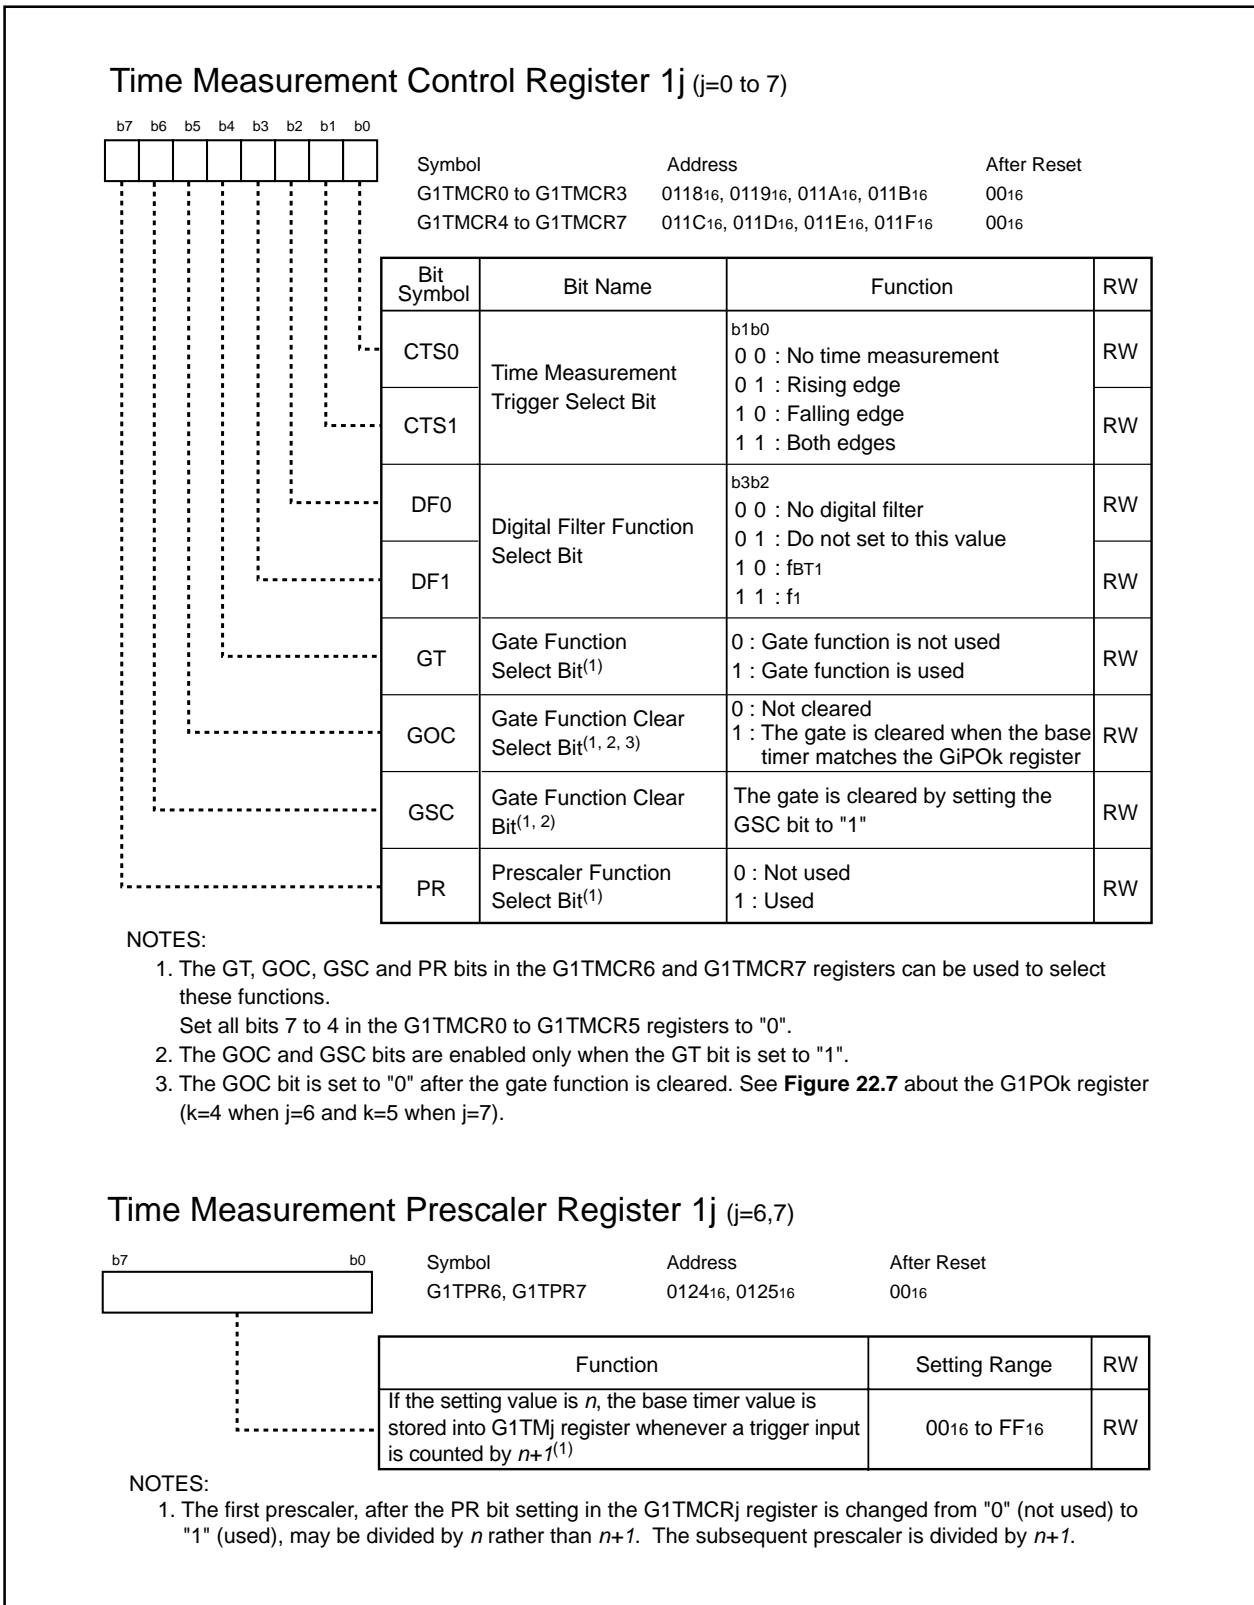 Time Measurement Control Register 1j (j=0 to 7)
b7 b6 b5 b4 b3 b2 b1 b0
Symbol Address After Reset
G1TMCR0 to G1TMCR3 011816, 011916, 011A16, 011B16 0016
G1TMCR4 to G1TMCR7 011C16, 011D16, 011E16, 011F16 0016
Bit Symbol Bit Name Function RW
CTS0 Time Measurement Trigger Select Bit RW
CTS1 RW
b1b0
0 0 : No time measurement
0 1 : Rising edge
1 0 : Falling edge
1 1 : Both edges
DF0 Digital Filter Function Select Bit RW
DF1 RW
b3b2
0 0 : No digital filter
0 1 : Do not set to this value
1 0 : fBT1
1 1 : f1
GT Gate Function Select Bit(1) RW
0 : Gate function is not used
1 : Gate function is used
GOC Gate Function Clear Select Bit(1, 2, 3) RW
0 : Not cleared
1 : The gate is cleared when the base
timer matches the GiPOk register
GSC Gate Function Clear Bit(1, 2) RW
The gate is cleared by setting the
GSC bit to "1"
PR Prescaler Function Select Bit(1) RW
0 : Not used
1 : Used
NOTES:
1. The GT, GOC, GSC and PR bits in the G1TMCR6 and G1TMCR7 registers can be used to select
these functions.
Set all bits 7 to 4 in the G1TMCR0 to G1TMCR5 registers to "0".
2. The GOC and GSC bits are enabled only when the GT bit is set to "1".
3. The GOC bit is set to "0" after the gate function is cleared. See Figure 22.7 about the G1POk register
(k=4 when j=6 and k=5 when j=7).
Time Measurement Prescaler Register 1j (j=6,7)
b7 b0
Symbol Address After Reset
G1TPR6, G1TPR7 012416, 012516 0016
Function Setting Range RW
If the setting value is n, the base timer value is
stored into G1TMj register whenever a trigger input
is counted by n+1(1)
0016 to FF16 RW
NOTES:
1. The first prescaler, after the PR bit setting in the G1TMCRj register is changed from "0" (not used) to
"1" (used), may be divided by n rather than n+1. The subsequent prescaler is divided by n+1.